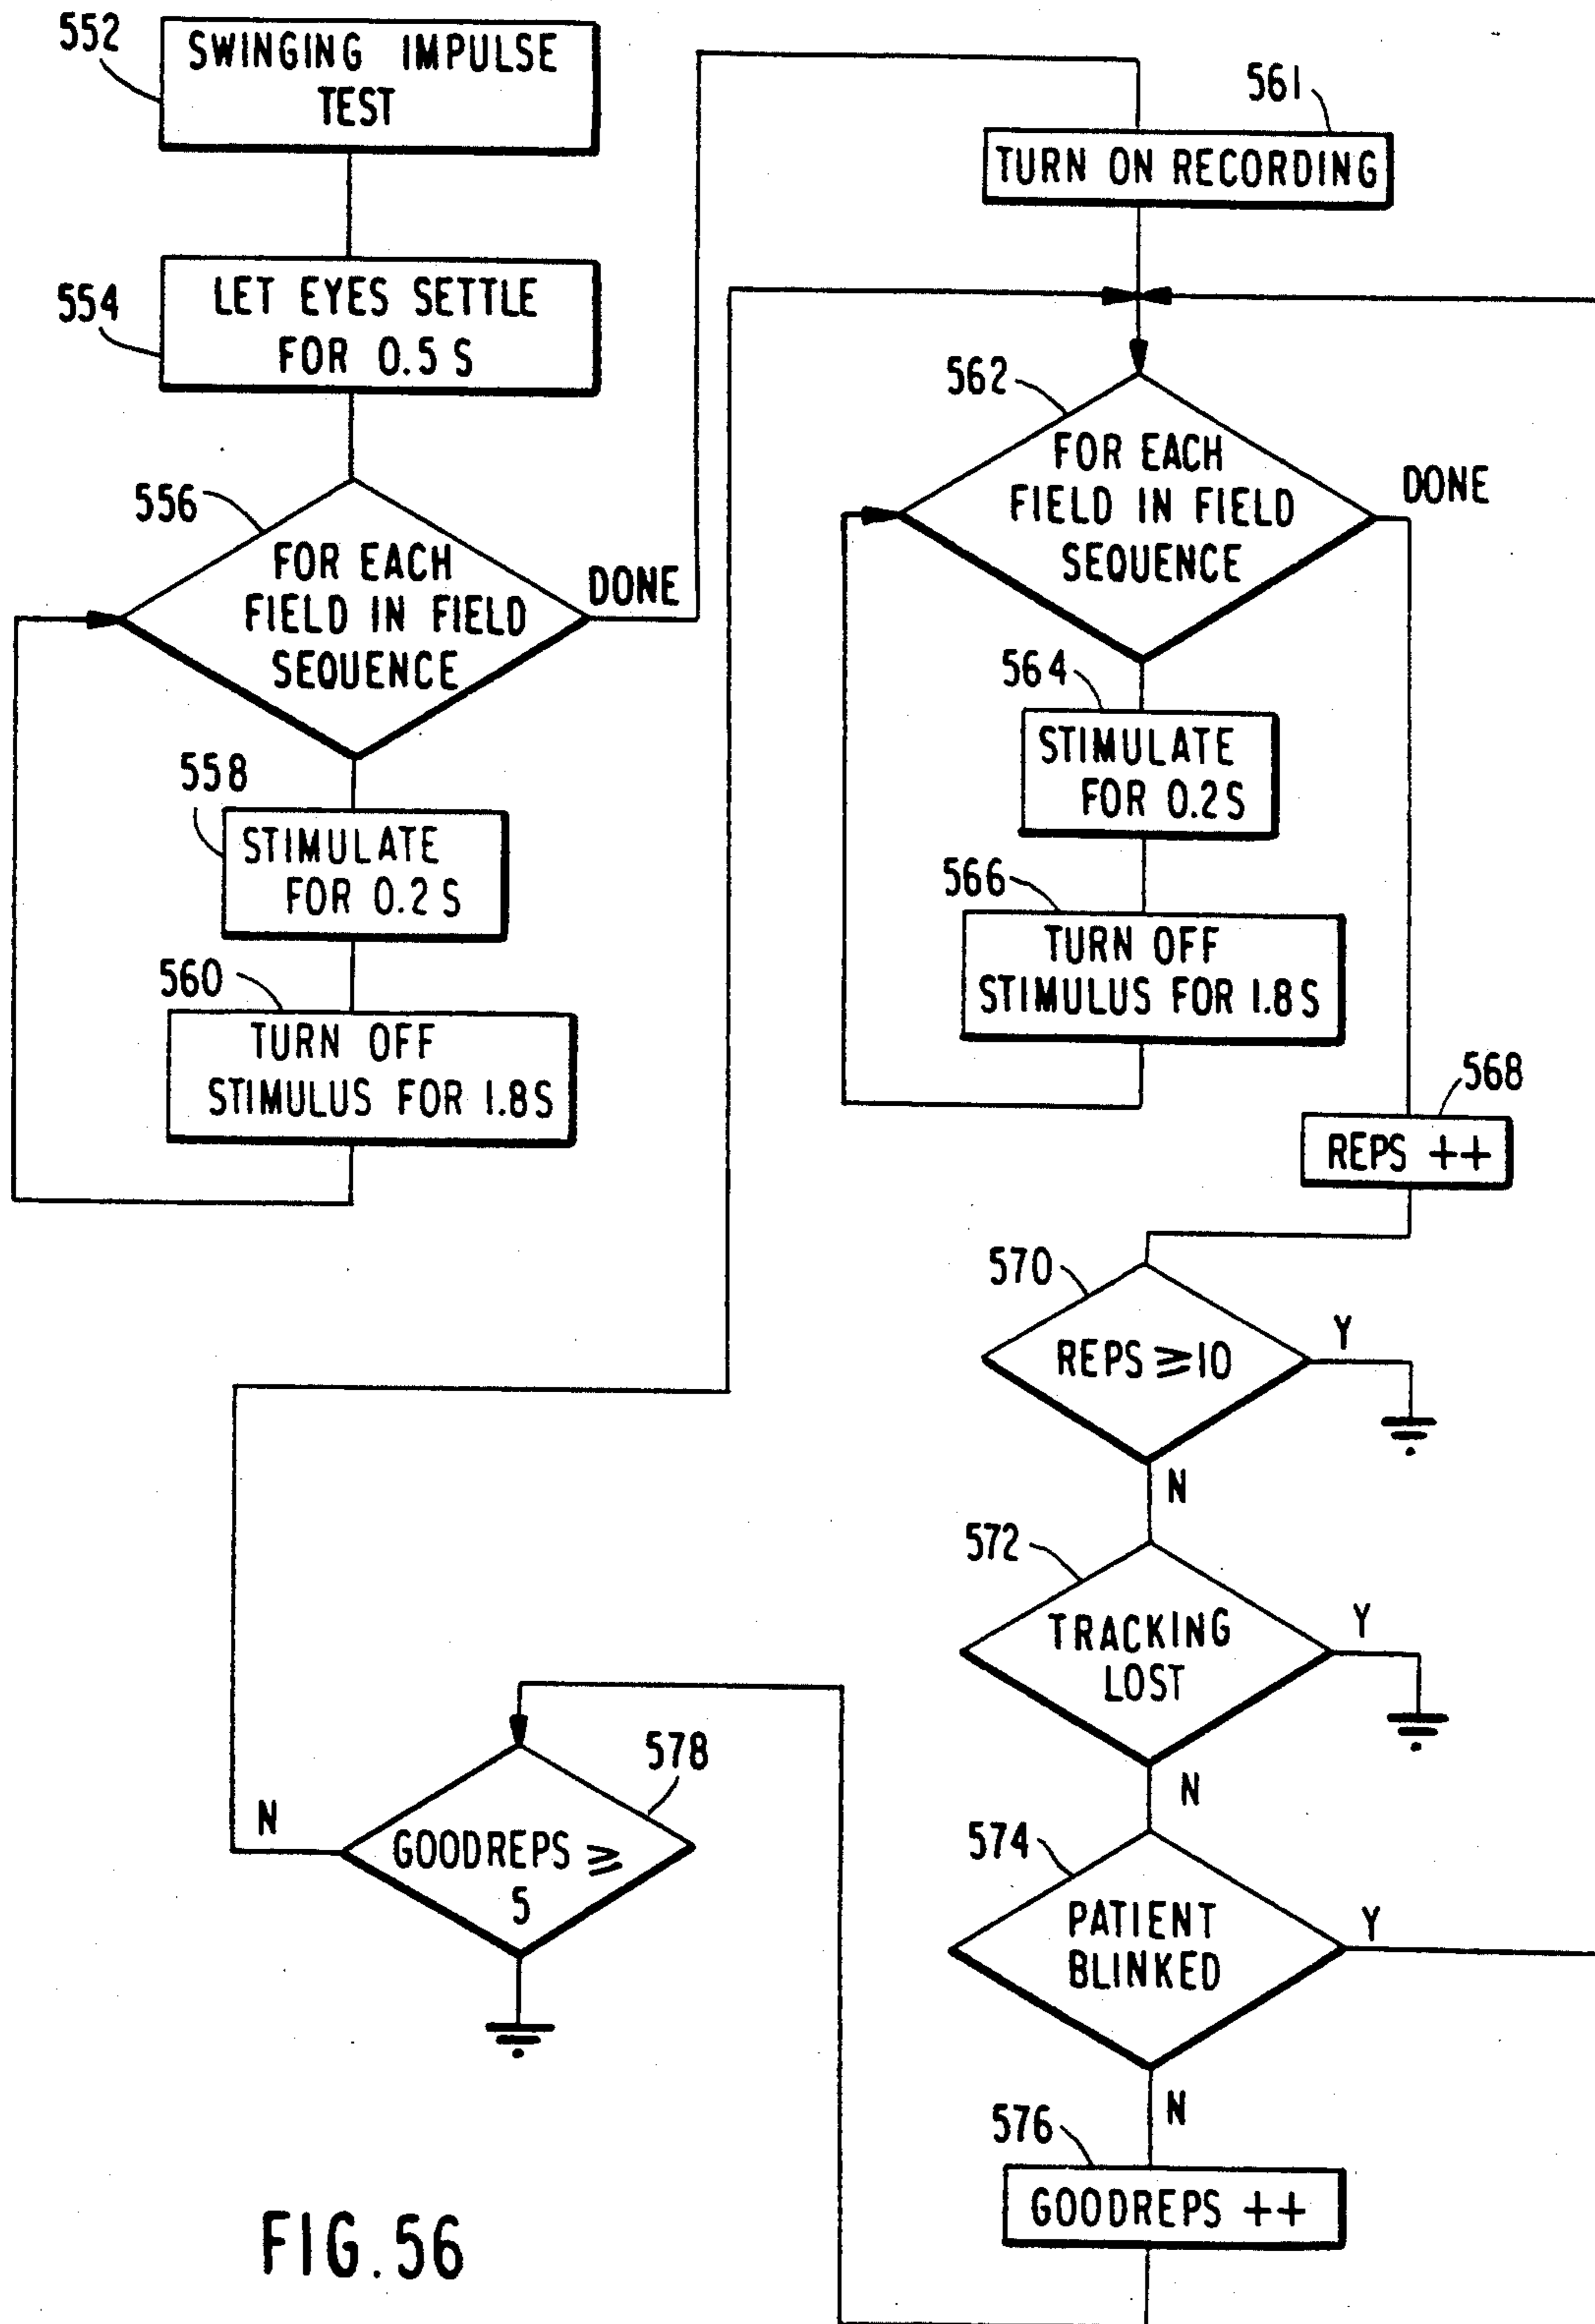 552
SWINGING IMPULSE
TEST
554
LET EYES SETTLE
FOR 0.5 S
556
FOR EACH
FIELD IN FIELD
SEQUENCE
DONE
558
STIMULATE
FOR 0.2 S
560
TURN OFF
STIMULUS FOR 1.8 S
561
TURN ON RECORDING
562
FOR EACH
FIELD IN FIELD
SEQUENCE
DONE
564
STIMULATE
FOR 0.2 S
566
TURN OFF
STIMULUS FOR 1.8 S
568
REPS ++
570
REPS ≥ 10
Y
N
572
TRACKING
LOST
Y
N
574
PATIENT
BLINKED
Y
N
576
GOODREPS ++
578
GOODREPS ≥
5
N
FIG. 56